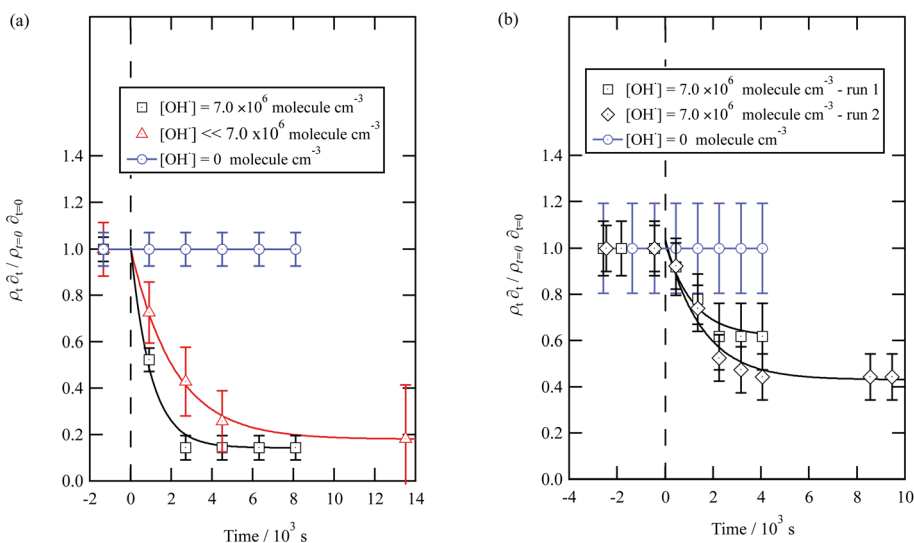 (a)
[OH·] = 7.0 ×10⁶ molecule cm⁻³
[OH·] << 7.0 x10⁶ molecule cm⁻³
[OH·] = 0 molecule cm⁻³
1.4
1.2
1.0
0.8
0.6
0.4
0.2
0.0
ρₜ ∂ₜ / ρₜ₌₀ ∂ₜ₌₀
-2 0 2 4 6 8 10 12 14
Time / 10³ s
(b)
[OH·] = 7.0 ×10⁶ molecule cm⁻³ - run 1
[OH·] = 7.0 ×10⁶ molecule cm⁻³ - run 2
[OH·] = 0 molecule cm⁻³
1.4
1.2
1.0
0.8
0.6
0.4
0.2
0.0
ρₜ ∂ₜ / ρₜ₌₀ ∂ₜ₌₀
-4 -2 0 2 4 6 8 10
Time / 10³ s